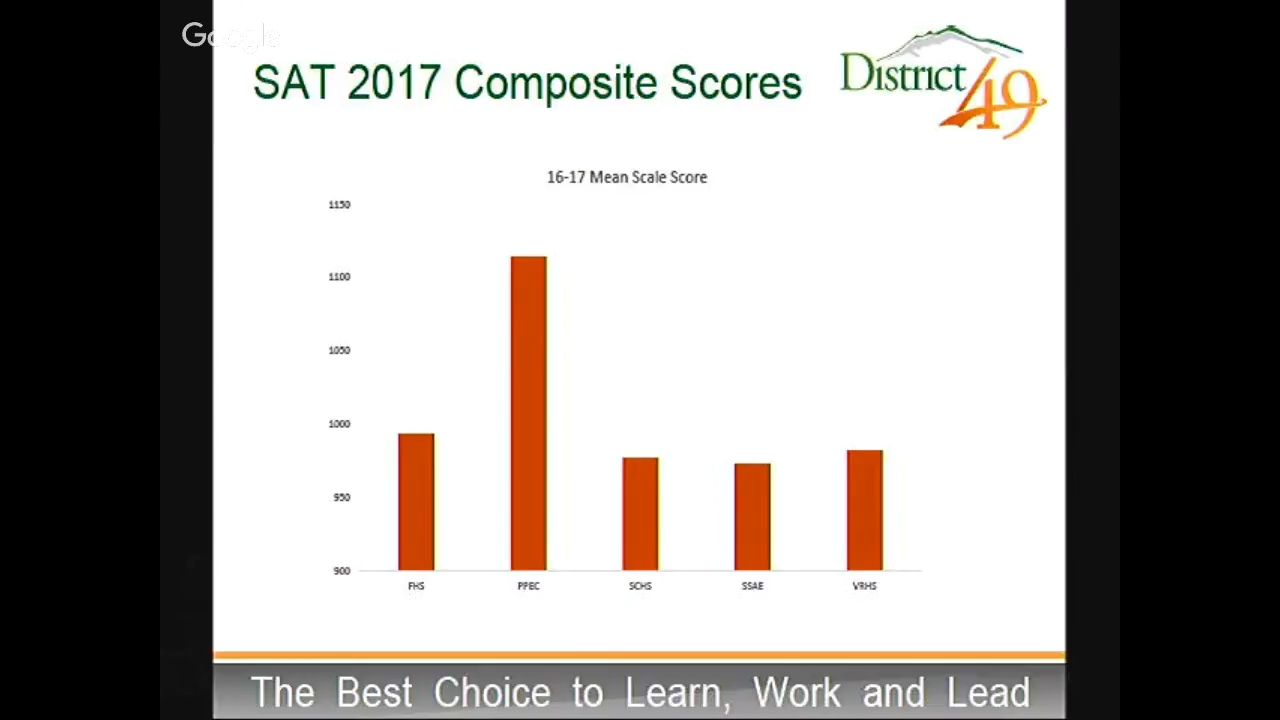 Google
SAT 2017 Composite Scores
District 49
16-17 Mean Scale Score
1150
1100
1050
1000
950
900
FHS PPEC SCHS SSAE VRHS
The Best Choice to Learn, Work and Lead